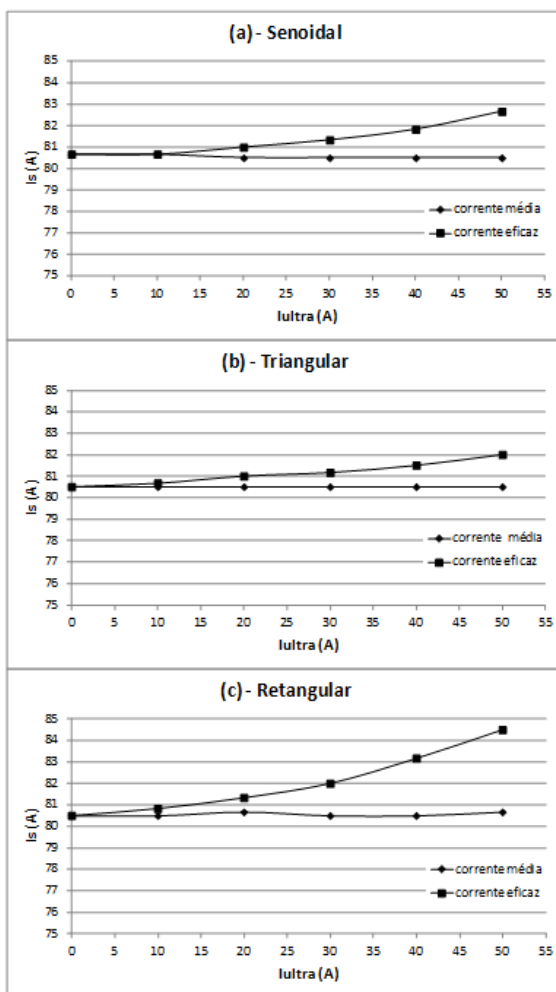 (a) - Senoidal
85
84
83
82
81
80
79
78
77
76
75
Is (A)
corrente média
corrente eficaz
0 5 10 15 20 25 30 35 40 45 50 55
Iultra (A)
(b) - Triangular
85
84
83
82
81
80
79
78
77
76
75
Is (A)
corrente média
corrente eficaz
0 5 10 15 20 25 30 35 40 45 50 55
Iultra (A)
(c) - Retangular
85
84
83
82
81
80
79
78
77
76
75
Is (A)
corrente média
corrente eficaz
0 5 10 15 20 25 30 35 40 45 50 55
Iultra (A)